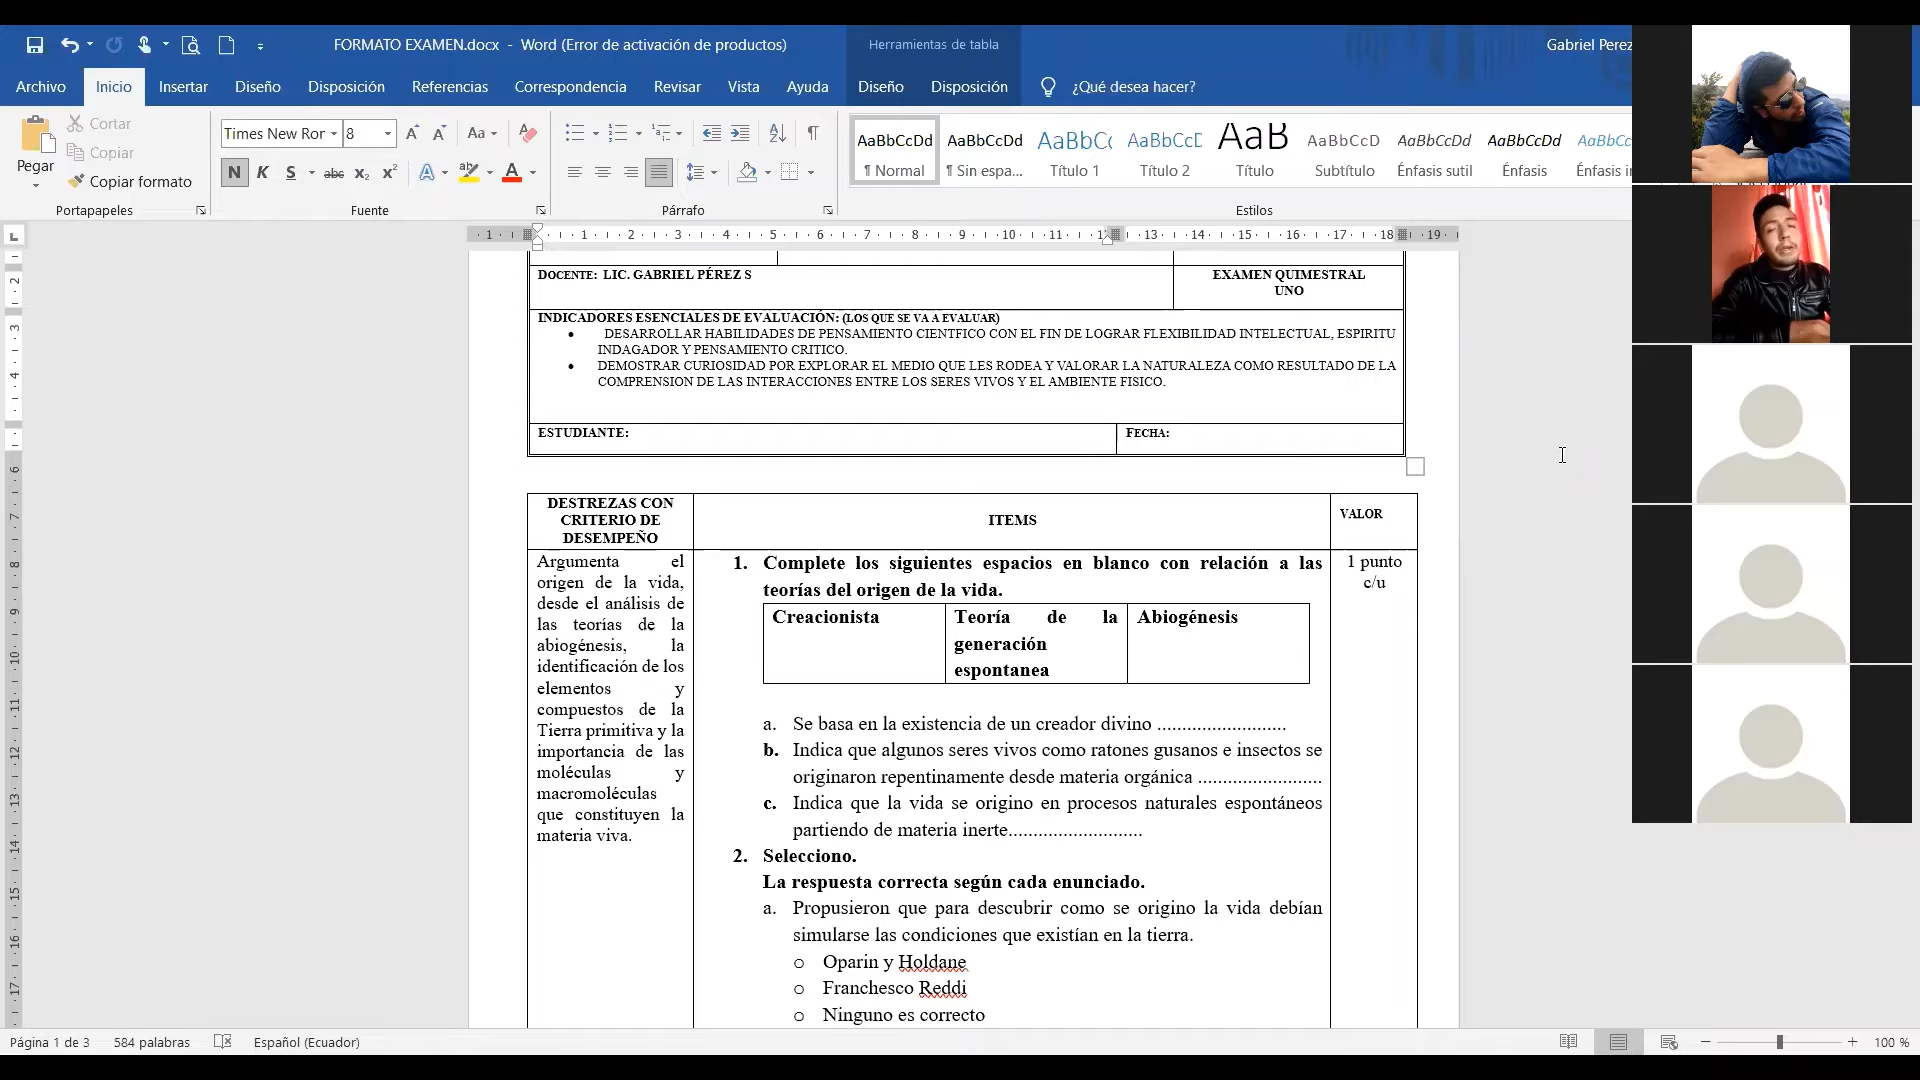 FORMATO EXAMEN.docx - Word (Error de activación de productos)
Herramientas de tabla
Gabriel Perez
Archivo Inicio Insertar Diseño Disposición Referencias Correspondencia Revisar Vista Ayuda Diseño Disposición ¿Qué desea hacer?
Pegar
Cortar
Copiar
Copiar formato
Portapapeles
Times New Ror 8
Aa
N K S abc x₂ x²
Fuente
Párrafo
AaBbCcDd AaBbCcDd AaBbCc AaBbCcD AaB AaBbCcD AaBbCcDd AaBbCcDd AaBbCc
¶ Normal ¶ Sin espa... Título 1 Título 2 Título Subtítulo Énfasis sutil Énfasis Énfasis in
Estilos
DOCENTE: LIC. GABRIEL PÉREZ S
EXAMEN QUIMESTRAL
UNO
INDICADORES ESENCIALES DE EVALUACIÓN: (LOS QUE SE VA A EVALUAR)
• DESARROLLAR HABILIDADES DE PENSAMIENTO CIENTFICO CON EL FIN DE LOGRAR FLEXIBILIDAD INTELECTUAL, ESPIRITU
INDAGADOR Y PENSAMIENTO CRITICO.
• DEMOSTRAR CURIOSIDAD POR EXPLORAR EL MEDIO QUE LES RODEA Y VALORAR LA NATURALEZA COMO RESULTADO DE LA
COMPRENSION DE LAS INTERACCIONES ENTRE LOS SERES VIVOS Y EL AMBIENTE FISICO.
ESTUDIANTE:
FECHA:
DESTREZAS CON
CRITERIO DE
DESEMPEÑO
ITEMS
VALOR
Argumenta el
origen de la vida,
desde el análisis de
las teorías de la
abiogénesis, la
identificación de los
elementos y
compuestos de la
Tierra primitiva y la
importancia de las
moléculas y
macromoléculas
que constituyen la
materia viva.
1. Complete los siguientes espacios en blanco con relación a las
teorías del origen de la vida.
Creacionista
Teoría de la
generación
espontanea
Abiogénesis
a. Se basa en la existencia de un creador divino ..........................
b. Indica que algunos seres vivos como ratones gusanos e insectos se
originaron repentinamente desde materia orgánica .........................
c. Indica que la vida se origino en procesos naturales espontáneos
partiendo de materia inerte...........................
2. Selecciono.
La respuesta correcta según cada enunciado.
a. Propusieron que para descubrir como se origino la vida debían
simularse las condiciones que existían en la tierra.
o Oparin y Holdane
o Franchesco Reddi
o Ninguno es correcto
1 punto
c/u
Página 1 de 3 584 palabras Español (Ecuador) 100 %